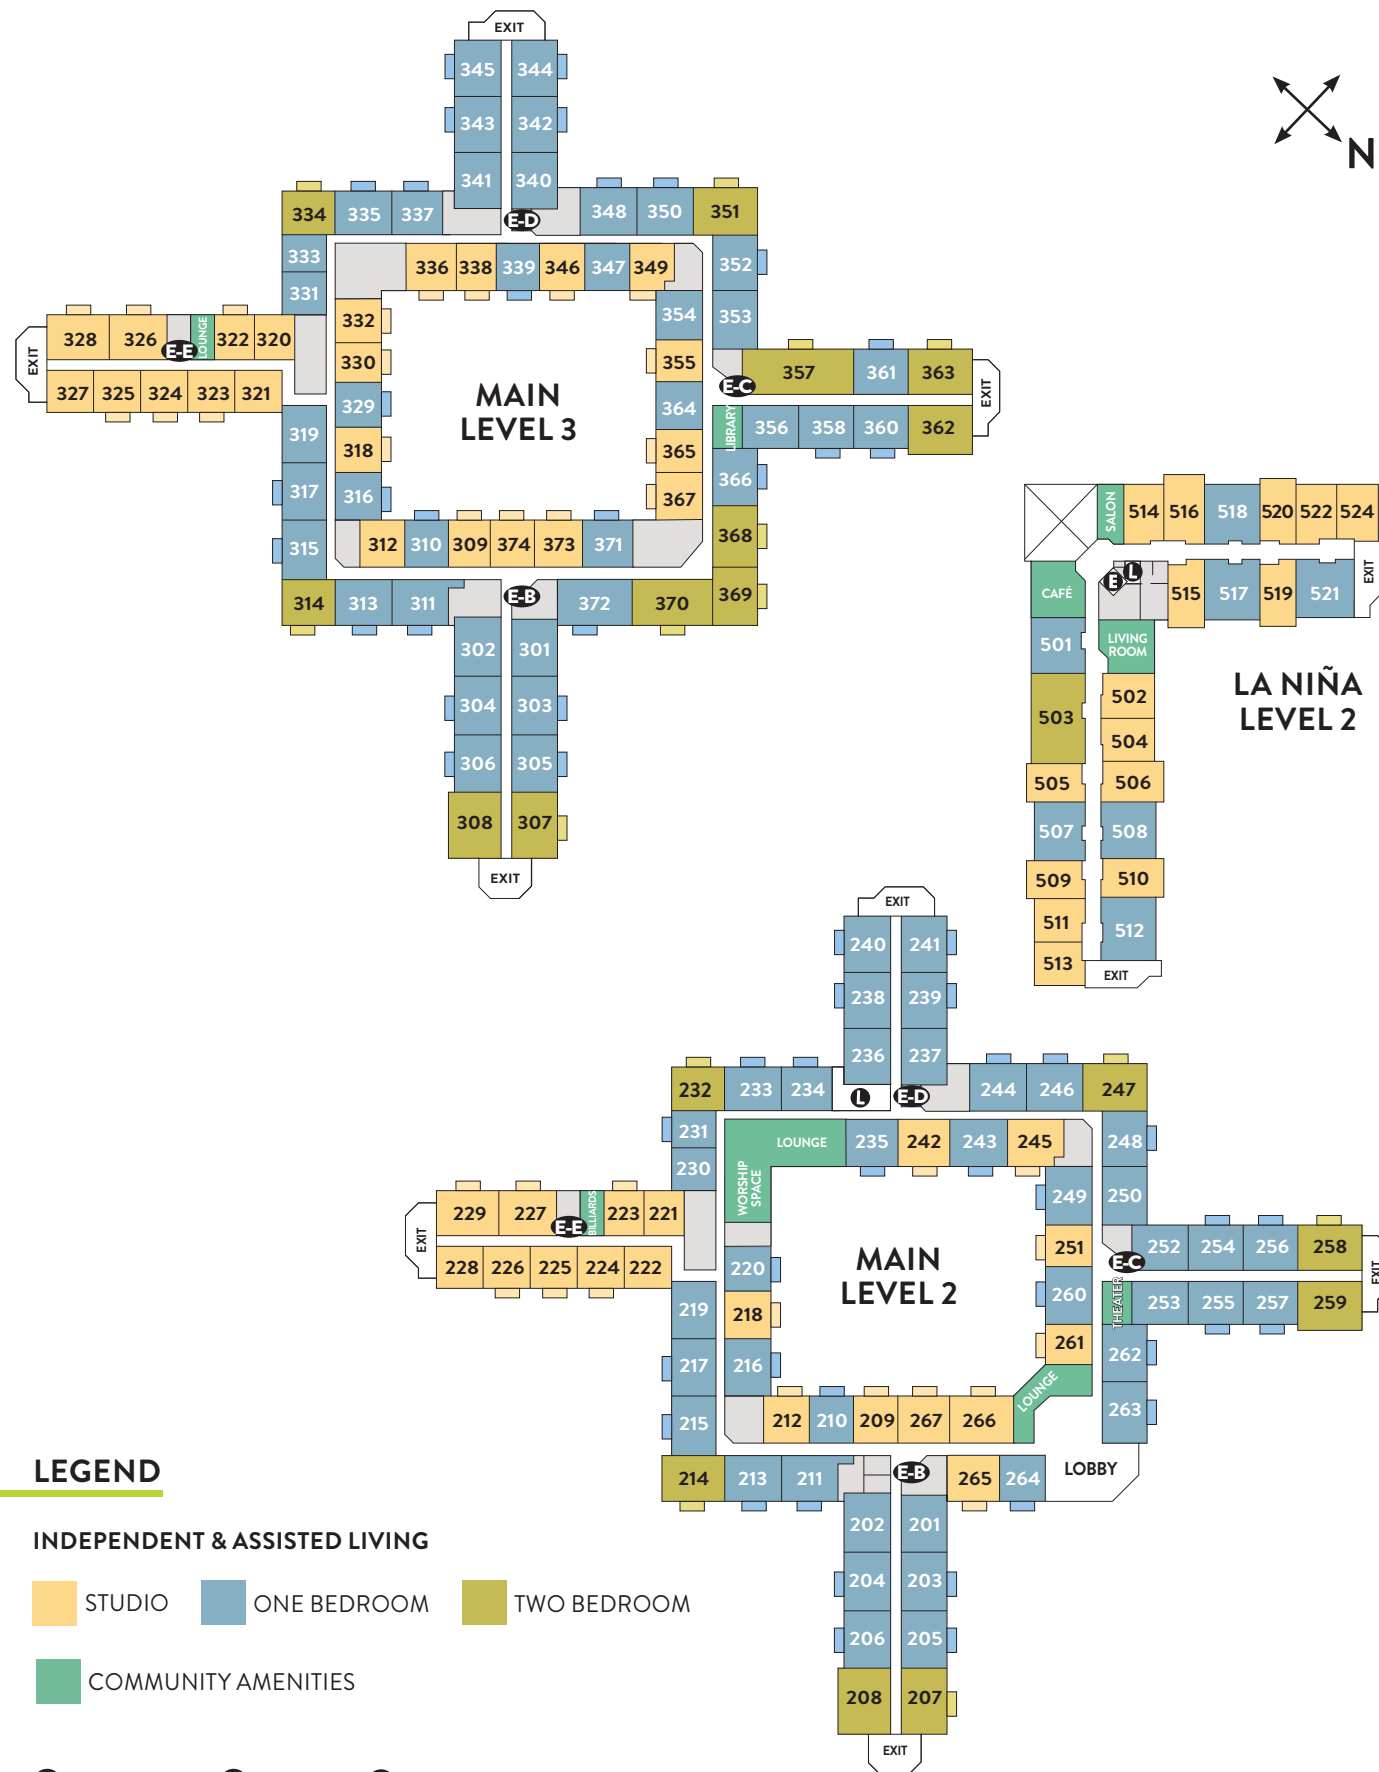 EXIT
345 344
343 342
341 340
N
334 335 337 E-D 348 350 351
333
331
336 338 339 346 347 349
352
353
332
330
329
318
316
354
355
364
365
367
MAIN
LEVEL 3
EXIT
328 326 E-E LOUNGE 322 320
327 325 324 323 321
319
317
315
E-C 357 361 363
EXIT
LIBRARY 356 358 360 362
366
368
369
312 310 309 374 373 371
314 313 311 E-B 372 370
302 301
304 303
306 305
308 307
EXIT
SALON 514 516 518 520 522 524
E L
515 517 519 521
EXIT
CAFÉ
LIVING
ROOM
501
503
505
507
509
511
513
502
504
506
508
510
512
EXIT
LA NIÑA
LEVEL 2
EXIT
240 241
238 239
236 237
232 233 234 L E-D 244 246 247
231
230
LOUNGE 235 242 243 245
WORSHIP
SPACE
248
250
249
251
260
261
220
218
216
MAIN
LEVEL 2
EXIT
229 227 E-E BILLIARDS 223 221
228 226 225 224 222
219
217
215
E-C 252 254 256 258
EXIT
THEATER 253 255 257 259
262
263
LOUNGE
212 210 209 267 266
214 213 211 E-B 265 264 LOBBY
202 201
204 203
206 205
208 207
EXIT
LEGEND
INDEPENDENT & ASSISTED LIVING
STUDIO ONE BEDROOM TWO BEDROOM
COMMUNITY AMENITIES